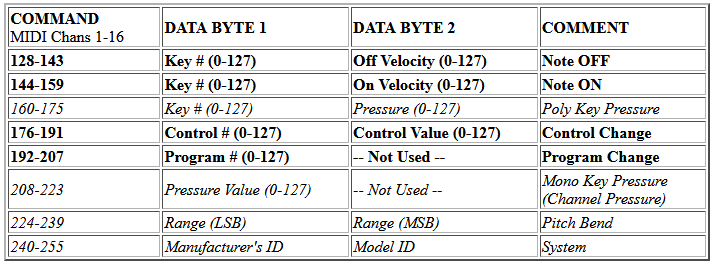 COMMAND DATA BYTE 1 DATA BYTE 2 COMMENT
MIDI Chans 1-16
128-143 Key # (0-127) Off Velocity (0-127) Note OFF
144-159 Key # (0-127) On Velocity (0-127) Note ON
160-175 Key # (0-127) Pressure (0-127) Poly Key Pressure
176-191 Control # (0-127) Control Value (0-127) Control Change
192-207 Program # (0-127) -- Not Used -- Program Change
208-223 Pressure Value (0-127) -- Not Used -- Mono Key Pressure
(Channel Pressure)
224-239 Range (LSB) Range (MSB) Pitch Bend
240-255 Manufacturer's ID Model ID System